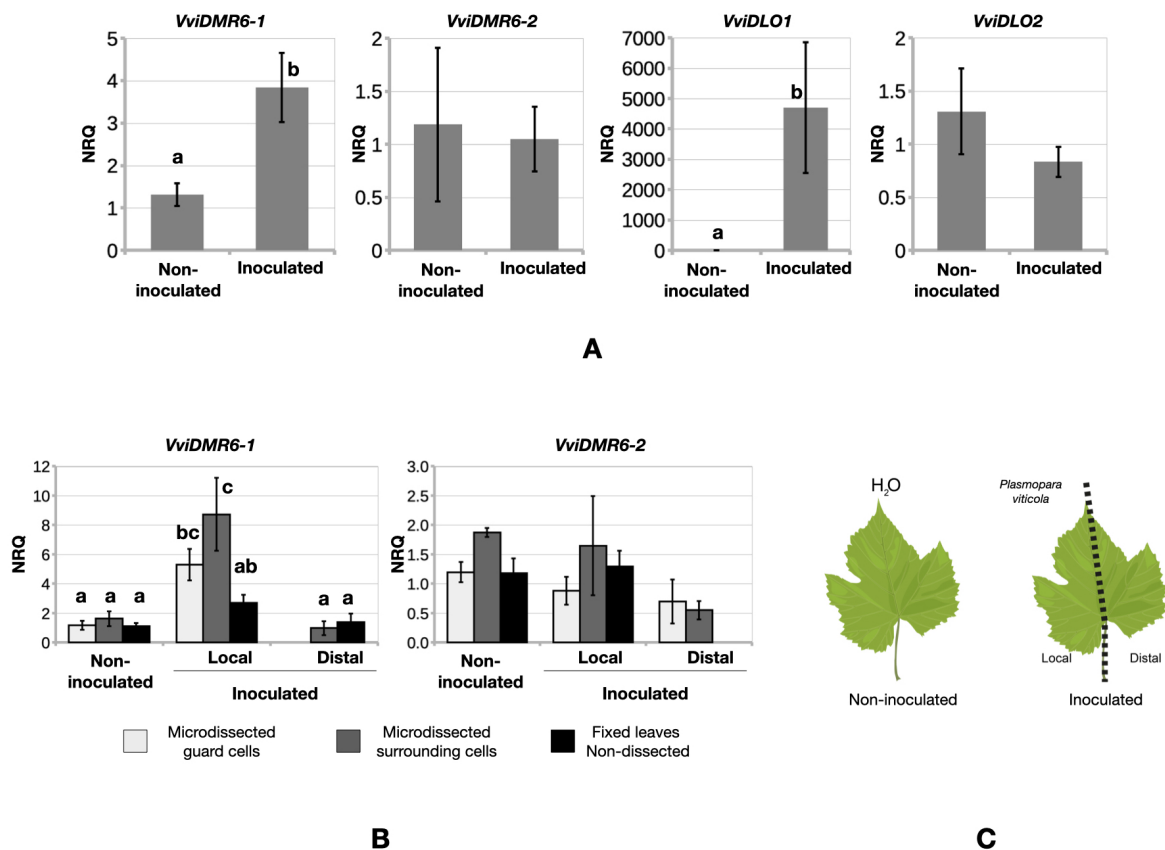 VviDMR6-1
VviDMR6-2
VviDLO1
VviDLO2
NRQ
5
4
3
2
1
0
a
b
Non-
inoculated
Inoculated
NRQ
2
1.5
1
0.5
0
Non-
inoculated
Inoculated
NRQ
7000
6000
5000
4000
3000
2000
1000
0
a
b
Non-
inoculated
Inoculated
NRQ
2
1.5
1
0.5
0
Non-
inoculated
Inoculated
A
VviDMR6-1
NRQ
12
10
8
6
4
2
0
a a a
bc
c
ab
a a
Non-
inoculated
Local
Distal
Inoculated
VviDMR6-2
NRQ
2.5
2.0
1.5
1.0
0.5
0.0
Non-
inoculated
Local
Distal
Inoculated
Microdissected
guard cells
Microdissected
surrounding cells
Fixed leaves
Non-dissected
B
H2O
Non-inoculated
Plasmopara
viticola
Local
Distal
Inoculated
C